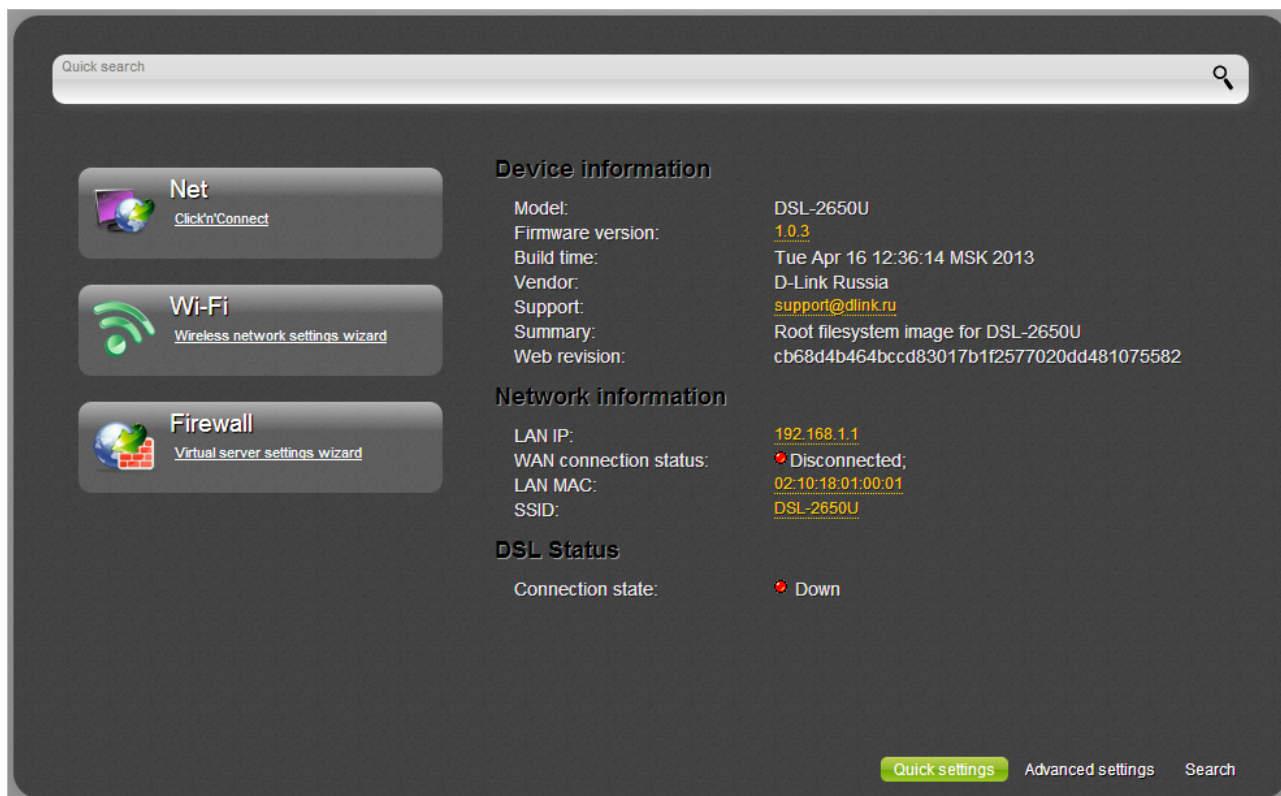 Quick search
Net
Click'n'Connect
Wi-Fi
Wireless network settings wizard
Firewall
Virtual server settings wizard
Device information
Model: DSL-2650U
Firmware version: 1.0.3
Build time: Tue Apr 16 12:36:14 MSK 2013
Vendor: D-Link Russia
Support: support@dlink.ru
Summary: Root filesystem image for DSL-2650U
Web revision: cb68d4b464bccd83017b1f2577020dd481075582
Network information
LAN IP: 192.168.1.1
WAN connection status: Disconnected;
LAN MAC: 02:10:18:01:00:01
SSID: DSL-2650U
DSL Status
Connection state: Down
Quick settings Advanced settings Search